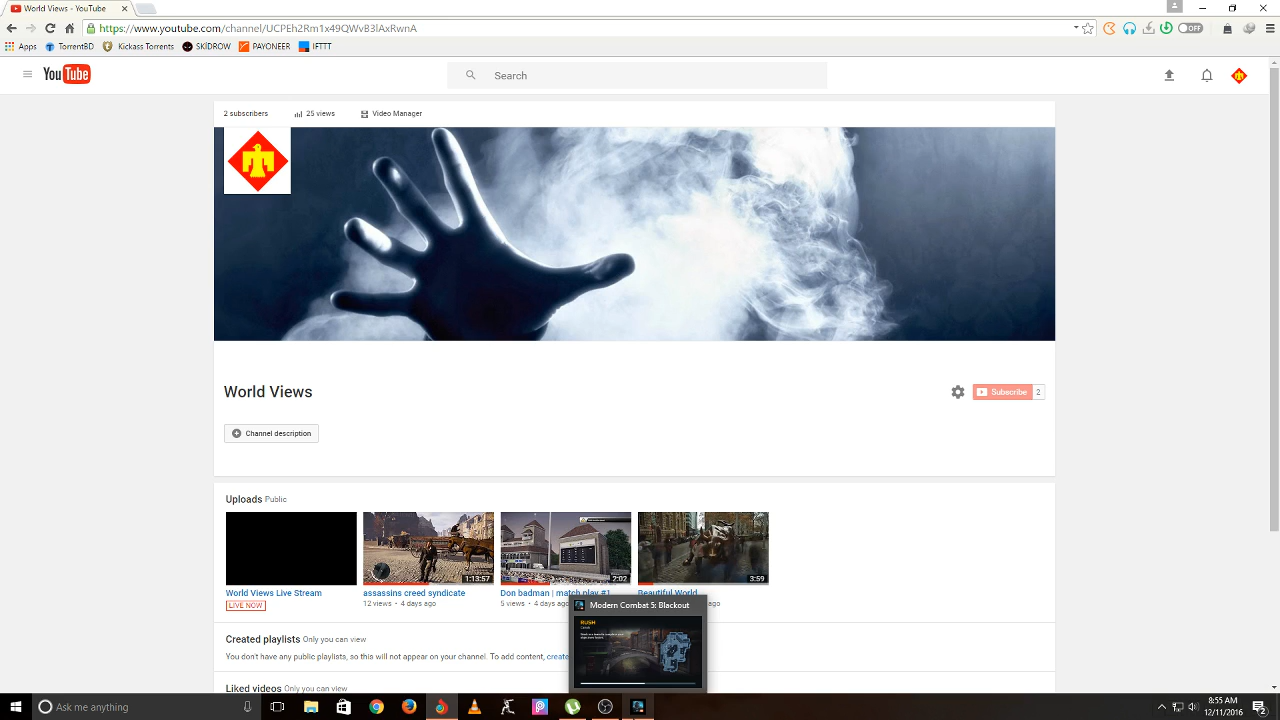 World Views - YouTube
https://www.youtube.com/channel/UCPEh2Rm1x49QWvB3lAxRwnA
Apps TorrentBD Kickass Torrents SKIDROW PAYONEER IFTTT
OFF
YouTube
Search
2 subscribers 25 views Video Manager
World Views
Subscribe 2
Channel description
Uploads Public
1:13:57 2:02 3:59
World Views Live Stream assassins creed syndicate Don badman | match play #1 Beautiful World
LIVE NOW 12 views • 4 days ago 5 views • 4 days ago ago
Modern Combat 5: Blackout
RUSH
Created playlists Only you can view
You don't have any public playlists, so this will not appear on your channel. To add content, create
Liked videos Only you can view
Ask me anything
8:55 AM
12/11/2016
2